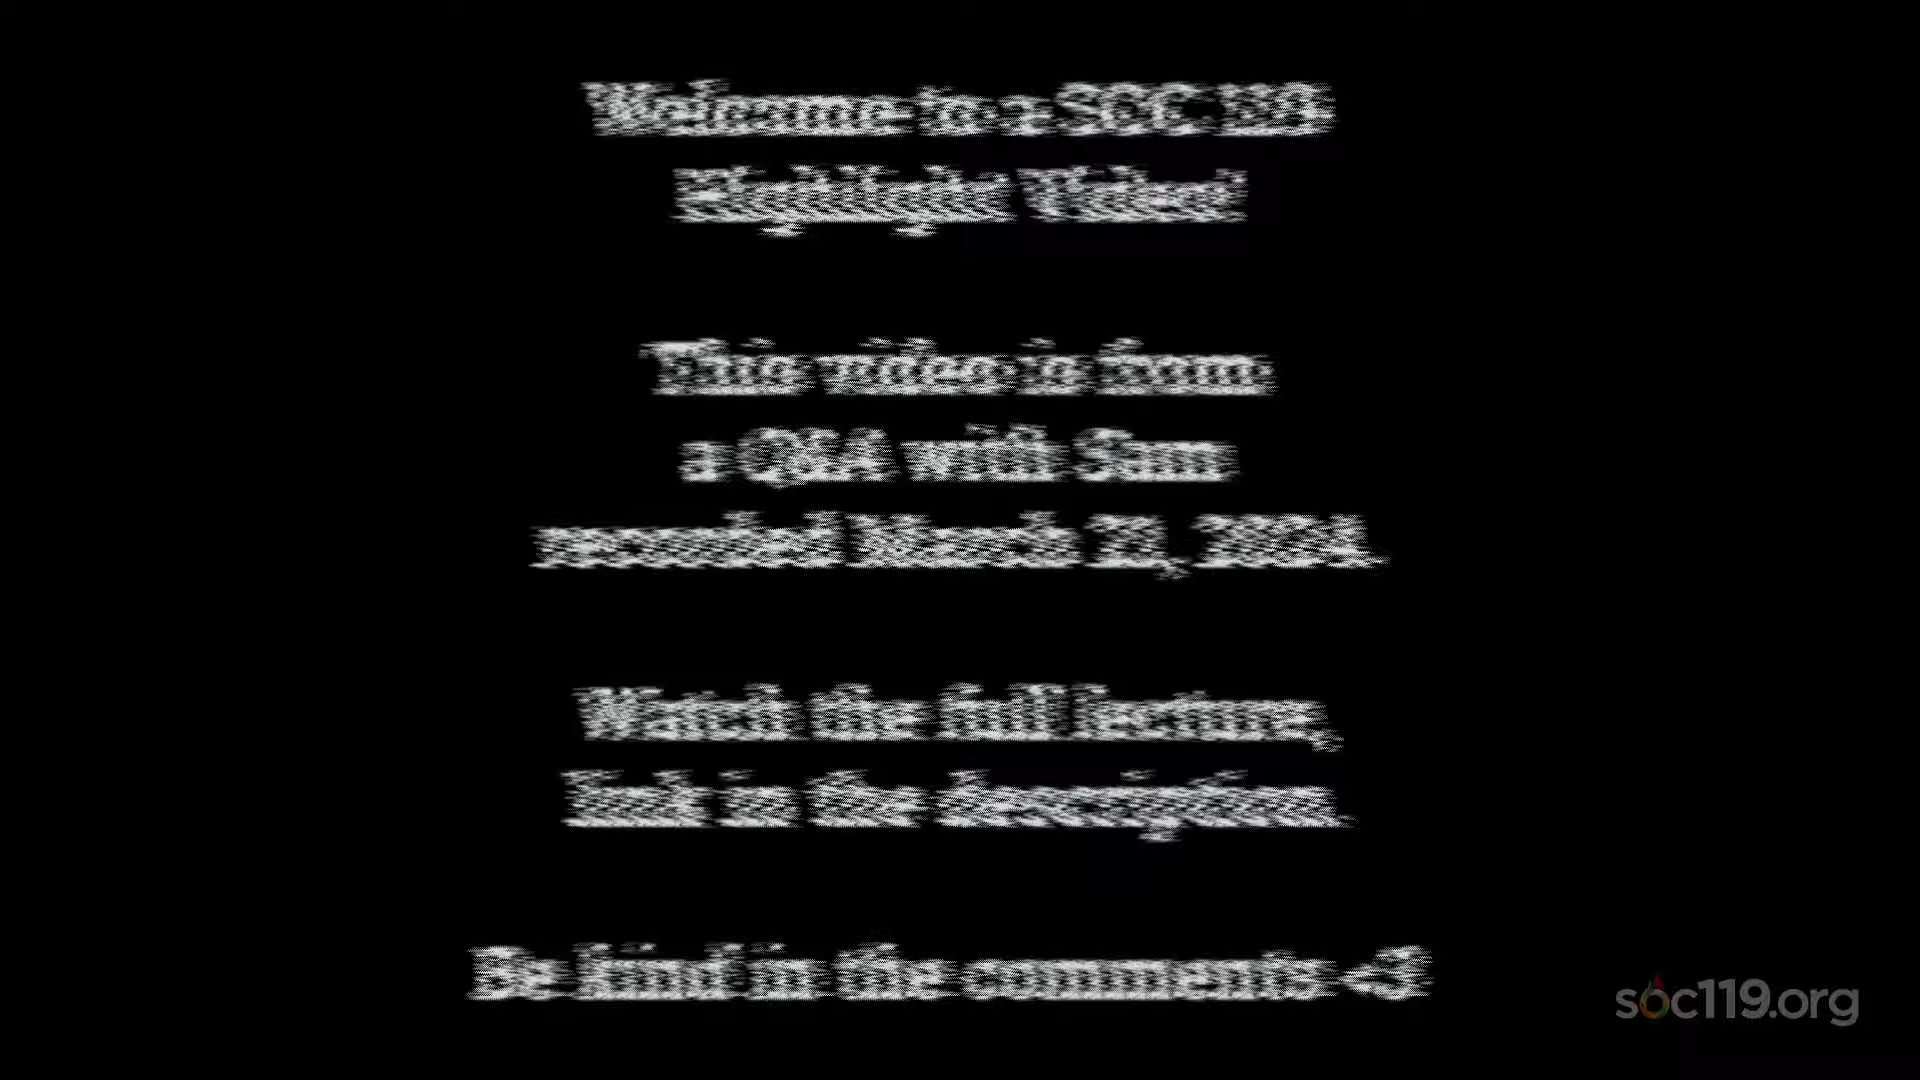 Welcome to a SOC 119
Highlight Video!
This video is from
a Q&A with Sam
recorded March 21, 2024.
Watch the full lecture,
link in the description.
Be kind in the comments <3
soc119.org